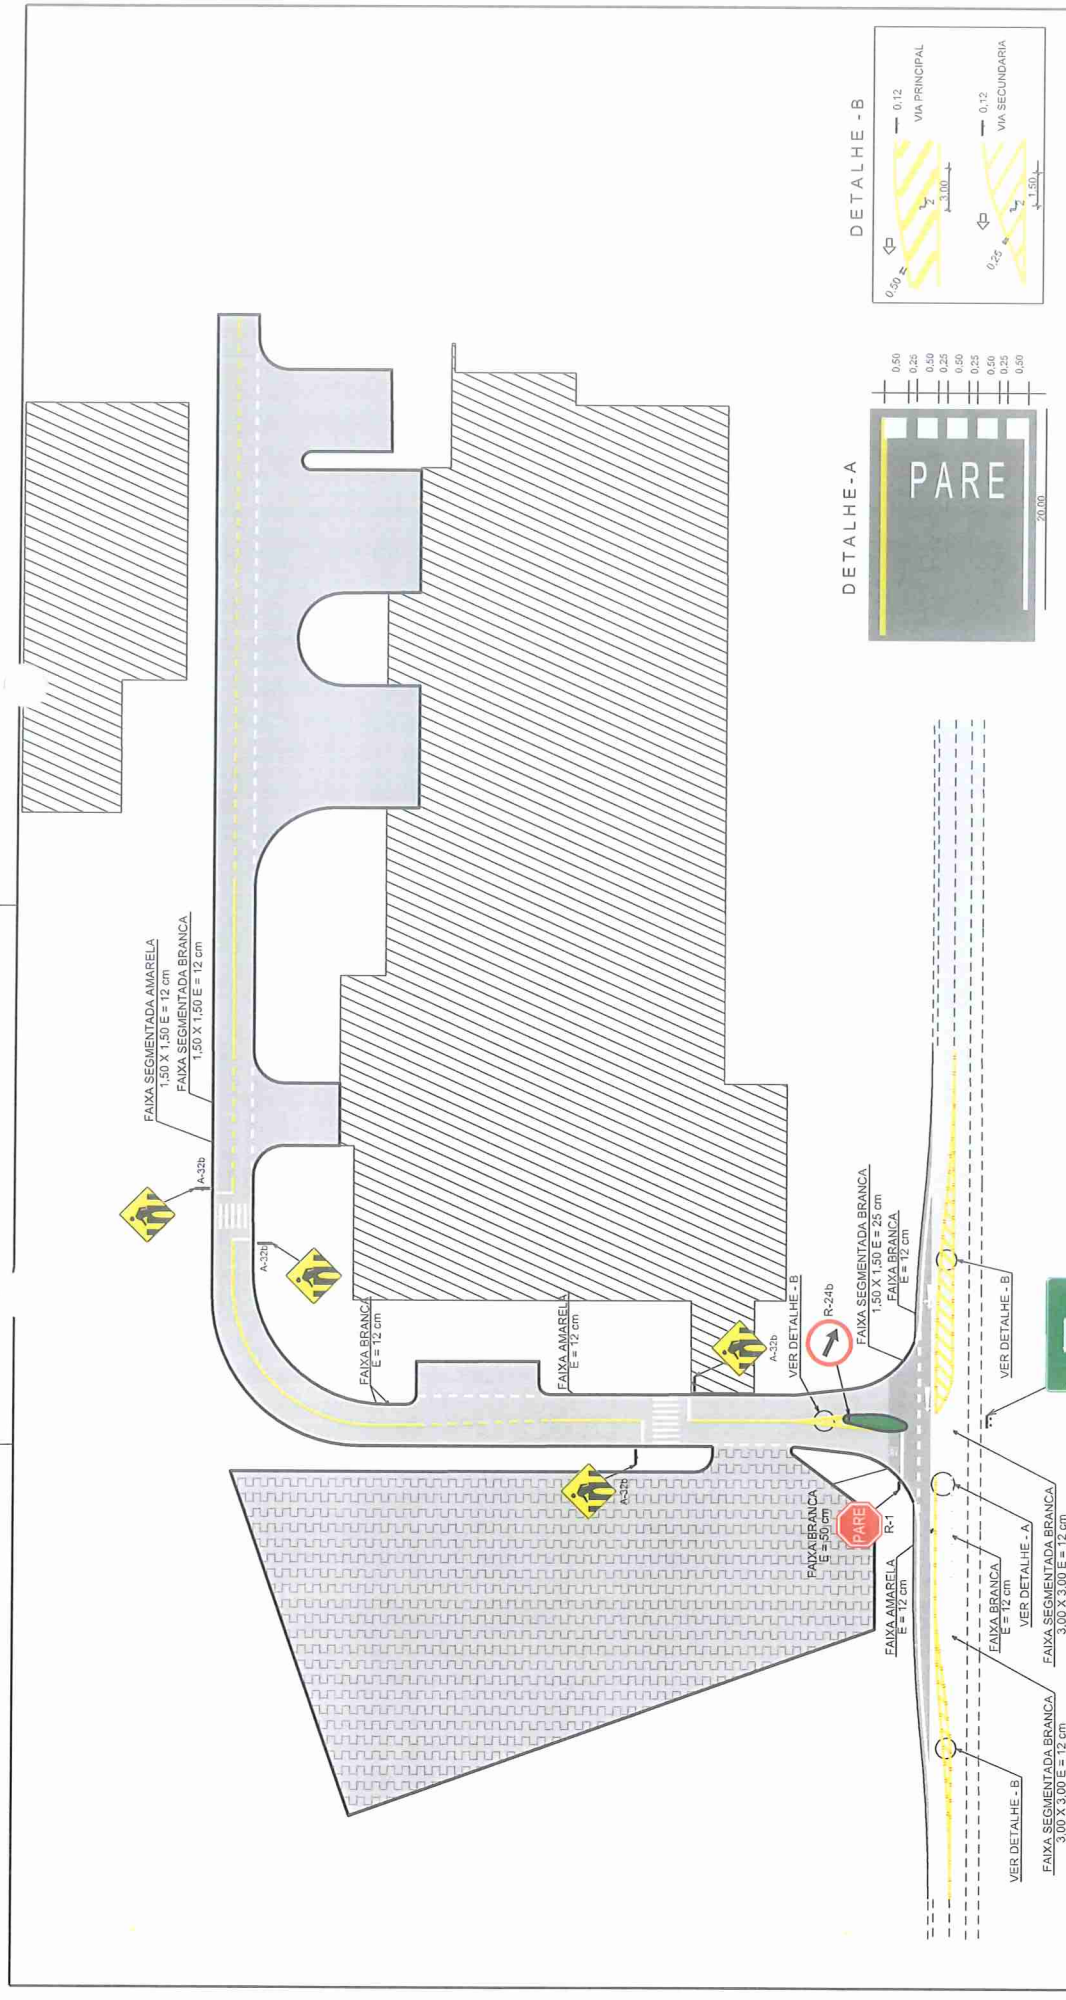 FAIXA SEGMENTADA AMARELA
1,50 X 1,50 E = 12 cm
FAIXA SEGMENTADA BRANCA
1,50 X 1,50 E = 12 cm
A-32b
A-32b
FAIXA BRANCA
E = 12 cm
FAIXA AMARELA
E = 12 cm
A-32b
A-32b
VER DETALHE - B
R-24b
FAIXA SEGMENTADA BRANCA
1,50 X 1,50 E = 25 cm
FAIXA BRANCA
E = 12 cm
FAIXA BRANCA
E = 50 cm
PARE
R-1
FAIXA AMARELA
E = 12 cm
VER DETALHE - B
FAIXA BRANCA
E = 12 cm
VER DETALHE - A
FAIXA SEGMENTADA BRANCA
3,00 X 3,00 E = 12 cm
VER DETALHE - B
FAIXA SEGMENTADA BRANCA
3,00 X 3,00 E = 12 cm
DETALHE-A
PARE
0,50
0,25
0,50
0,25
0,50
0,25
0,50
0,25
0,50
20,00
DETALHE - B
0,12
VIA PRINCIPAL
0,50
2
3,00
0,12
VIA SECUNDARIA
0,25
2
1,50